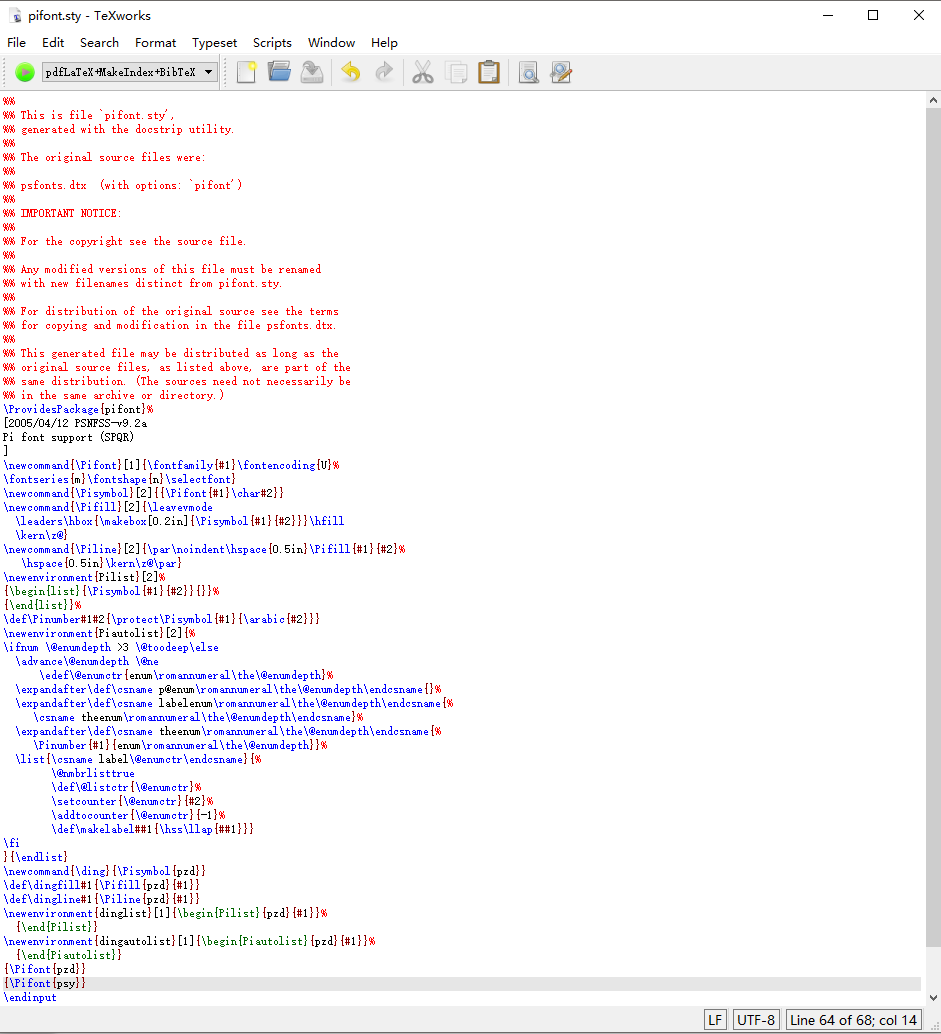 pifont.sty - TeXworks
File Edit Search Format Typeset Scripts Window Help
pdfLaTeX+MakeIndex+BibTeX
%%
%% This is file `pifont.sty',
%% generated with the docstrip utility.
%%
%% The original source files were:
%%
%% psfonts.dtx  (with options: `pifont')
%%
%% IMPORTANT NOTICE:
%%
%% For the copyright see the source file.
%%
%% Any modified versions of this file must be renamed
%% with new filenames distinct from pifont.sty.
%%
%% For distribution of the original source see the terms
%% for copying and modification in the file psfonts.dtx.
%%
%% This generated file may be distributed as long as the
%% original source files, as listed above, are part of the
%% same distribution. (The sources need not necessarily be
%% in the same archive or directory.)
\ProvidesPackage{pifont}%
[2005/04/12 PSNFSS-v9.2a
Pi font support (SPQR)
]
\newcommand{\Pifont}[1]{\fontfamily{#1}\fontencoding{U}%
\fontseries{m}\fontshape{n}\selectfont}
\newcommand{\Pisymbol}[2]{{\Pifont{#1}\char#2}}
\newcommand{\Pifill}[2]{\leavevmode
  \leaders\hbox{\makebox[0.2in]{\Pisymbol{#1}{#2}}}\hfill
  \kern\z@}
\newcommand{\Piline}[2]{\par\noindent\hspace{0.5in}\Pifill{#1}{#2}%
   \hspace{0.5in}\kern\z@\par}
\newenvironment{Pilist}[2]%
{\begin{list}{\Pisymbol{#1}{#2}}{}}%
{\end{list}}%
\def\Pinumber#1#2{\protect\Pisymbol{#1}{\arabic{#2}}}
\newenvironment{Piautolist}[2]{%
\ifnum \@enumdepth >3 \@toodeep\else
  \advance\@enumdepth \@ne
      \edef\@enumctr{enum\romannumeral\the\@enumdepth}%
  \expandafter\def\csname p@enum\romannumeral\the\@enumdepth\endcsname{}%
  \expandafter\def\csname labelenum\romannumeral\the\@enumdepth\endcsname{%
     \csname theenum\romannumeral\the\@enumdepth\endcsname}%
  \expandafter\def\csname theenum\romannumeral\the\@enumdepth\endcsname{%
     \Pinumber{#1}{enum\romannumeral\the\@enumdepth}}%
  \list{\csname label\@enumctr\endcsname}{%
        \@nmbrlisttrue
        \def\@listctr{\@enumctr}%
        \setcounter{\@enumctr}{#2}%
        \addtocounter{\@enumctr}{-1}%
        \def\makelabel##1{\hss\llap{##1}}}
\fi
}{\endlist}
\newcommand{\ding}{\Pisymbol{pzd}}
\def\dingfill#1{\Pifill{pzd}{#1}}
\def\dingline#1{\Piline{pzd}{#1}}
\newenvironment{dinglist}[1]{\begin{Pilist}{pzd}{#1}}%
  {\end{Pilist}}
\newenvironment{dingautolist}[1]{\begin{Piautolist}{pzd}{#1}}%
  {\end{Piautolist}}
{\Pifont{pzd}}
{\Pifont{psy}}
\endinput
LF UTF-8 Line 64 of 68; col 14